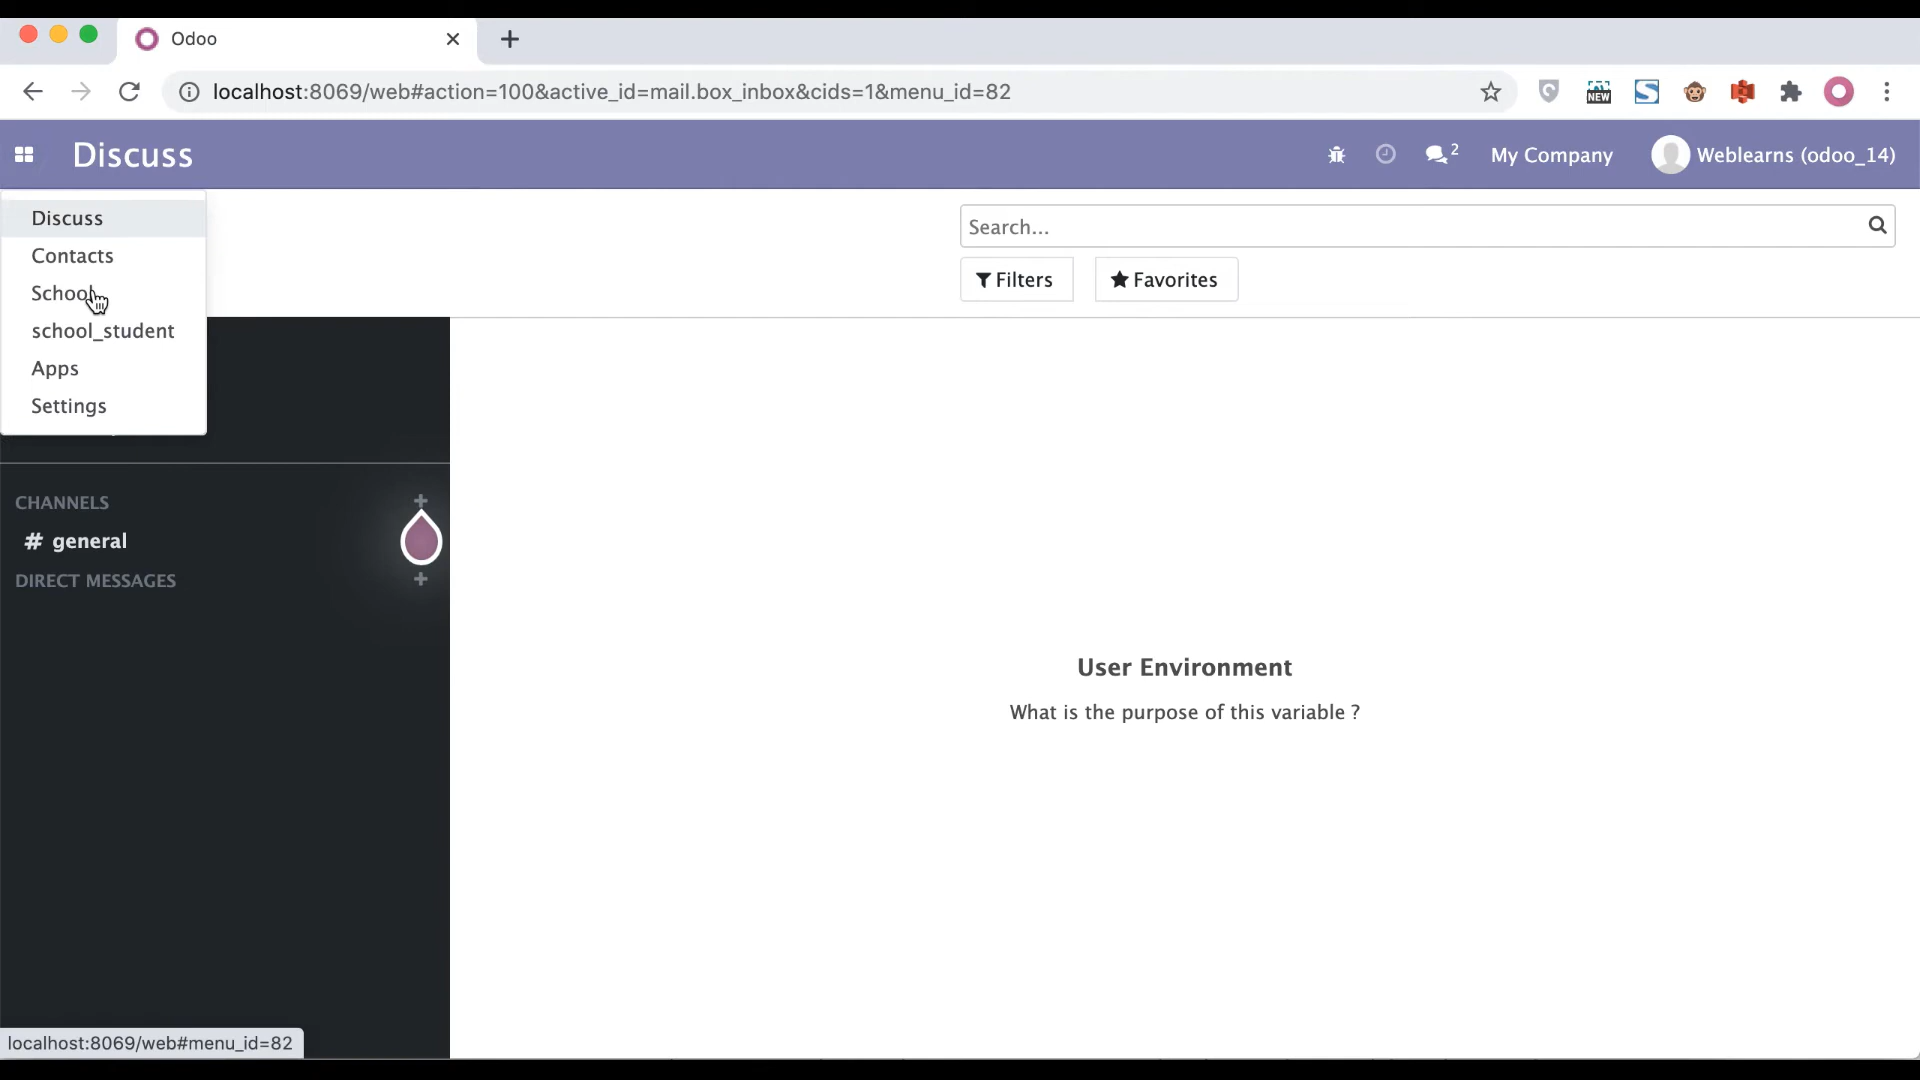 Odoo
localhost:8069/web#action=100&active_id=mail.box_inbox&cids=1&menu_id=82
NEW
Discuss
2
My Company
Weblearns (odoo_14)
Discuss
Contacts
School
school_student
Apps
Settings
Search...
Filters
Favorites
CHANNELS
# general
DIRECT MESSAGES
User Environment
What is the purpose of this variable ?
localhost:8069/web#menu_id=82